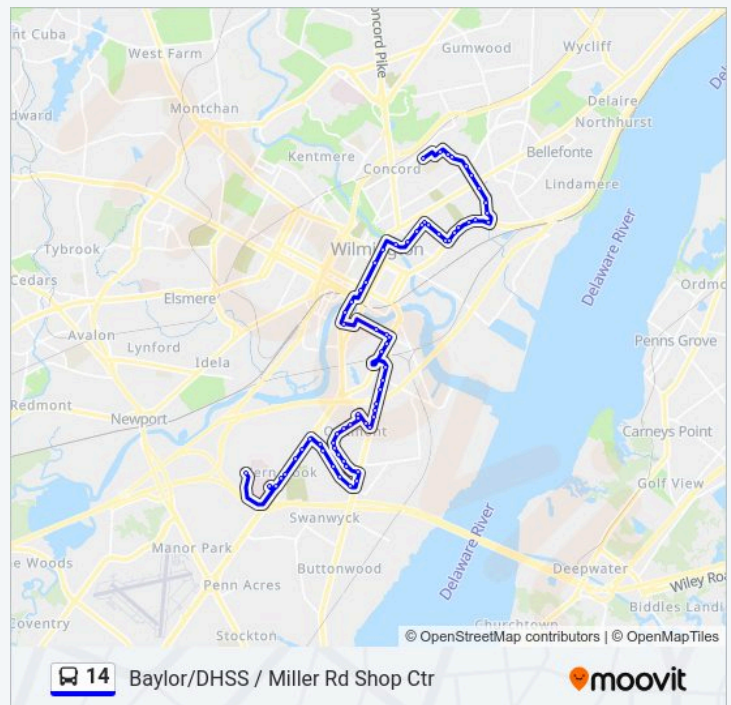 nt Cuba
West Farm
Concord Pike
Gumwood
Wycliff
Del
dward
Montchan
Delaire
Northhurst
Kentmere
Concord
Bellefonte
Lindamere
Tybrook
Wilmington
Delaware River
Cedars
Elsmere
Ordmo
Avalon
Lynford
Idela
Penns Grove
Redmont
Newport
Carneys Point
Golf View
Swanwyck
Manor Park
e Woods
Buttonwood
Delaware River
Deepwater
Penn Acres
Wiley Roa
Coventry
Churchtown
Biddles Landi
Stockton
© OpenStreetMap contributors | © OpenMapTiles
14 Baylor/DHSS / Miller Rd Shop Ctr
moovit